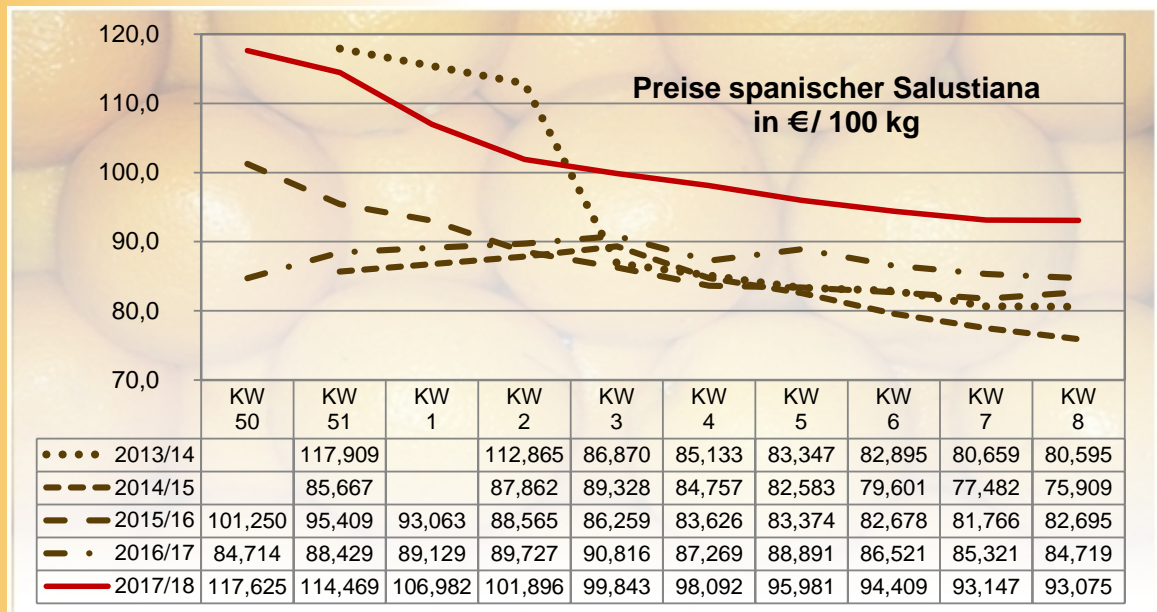 120,0
110,0
100,0
90,0
80,0
70,0
Preise spanischer Salustiana
in €/ 100 kg
KW 50 KW 51 KW 1 KW 2 KW 3 KW 4 KW 5 KW 6 KW 7 KW 8
2013/14 117,909 112,865 86,870 85,133 83,347 82,895 80,659 80,595
2014/15 85,667 87,862 89,328 84,757 82,583 79,601 77,482 75,909
2015/16 101,250 95,409 93,063 88,565 86,259 83,626 83,374 82,678 81,766 82,695
2016/17 84,714 88,429 89,129 89,727 90,816 87,269 88,891 86,521 85,321 84,719
2017/18 117,625 114,469 106,982 101,896 99,843 98,092 95,981 94,409 93,147 93,075